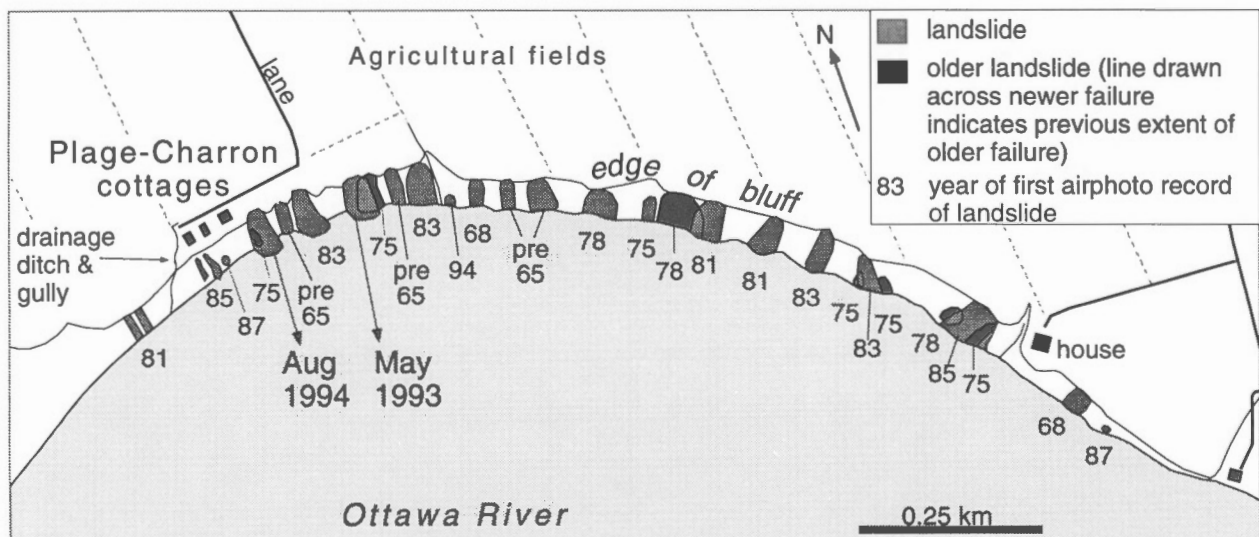 Agricultural fields
lane
N
landslide
older landslide (line drawn
across newer failure
indicates previous extent of
older failure)
83 year of first airphoto record
of landslide
Plage-Charron
cottages
edge of bluff
drainage
ditch &
gully
81
85
87
75
pre
65
83
75
pre
65
83
94
68
pre
65
78
75
78
81
81
83
75
83
75
78
85
75
house
68
87
Aug
1994
May
1993
Ottawa River
0.25 km